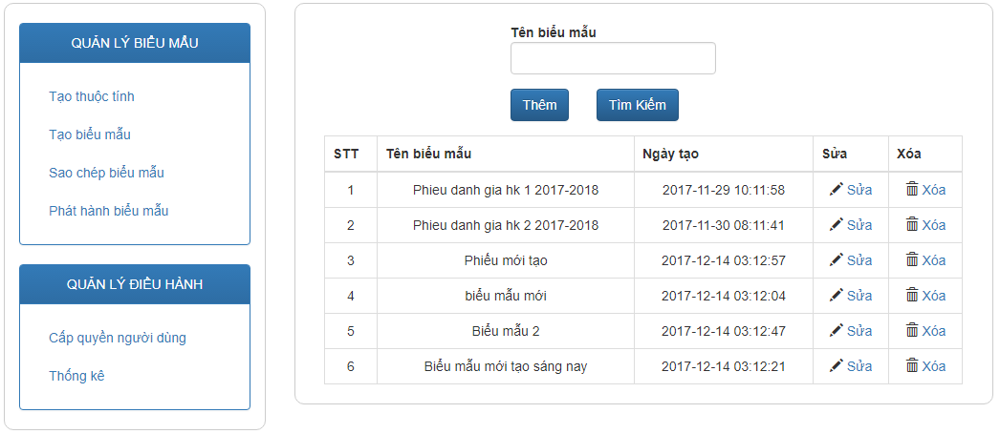 QUẢN LÝ BIỂU MẪU
Tạo thuộc tính
Tạo biểu mẫu
Sao chép biểu mẫu
Phát hành biểu mẫu
QUẢN LÝ ĐIỀU HÀNH
Cấp quyền người dùng
Thống kê
Tên biểu mẫu
Thêm Tìm Kiếm
STT Tên biểu mẫu Ngày tạo Sửa Xóa
1 Phieu danh gia hk 1 2017-2018 2017-11-29 10:11:58 Sửa Xóa
2 Phieu danh gia hk 2 2017-2018 2017-11-30 08:11:41 Sửa Xóa
3 Phiếu mới tạo 2017-12-14 03:12:57 Sửa Xóa
4 biểu mẫu mới 2017-12-14 03:12:04 Sửa Xóa
5 Biểu mẫu 2 2017-12-14 03:12:47 Sửa Xóa
6 Biểu mẫu mới tạo sáng nay 2017-12-14 03:12:21 Sửa Xóa